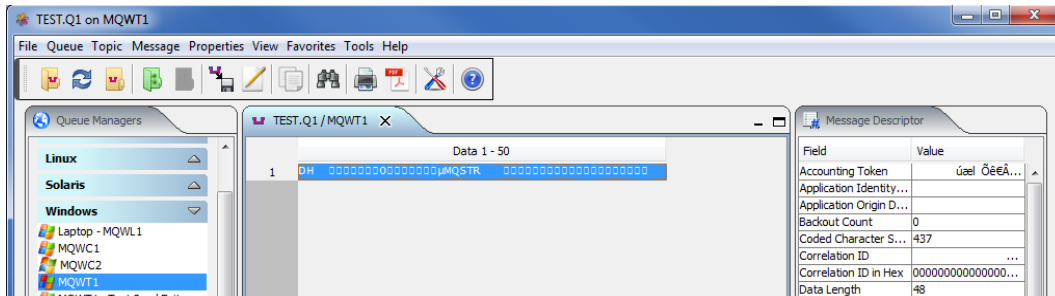 TEST.Q1 on MQWT1
File Queue Topic Message Properties View Favorites Tools Help
Queue Managers
Linux
Solaris
Windows
Laptop - MQWL1
MQWC1
MQWC2
MQWT1
TEST.Q1 / MQWT1
Data 1 - 50
1 DH µMQSTR
Message Descriptor
Field Value
Accounting Token úæl Õê€Â...
Application Identity...
Application Origin D...
Backout Count 0
Coded Character S... 437
Correlation ID ...
Correlation ID in Hex 000000000000000...
Data Length 48